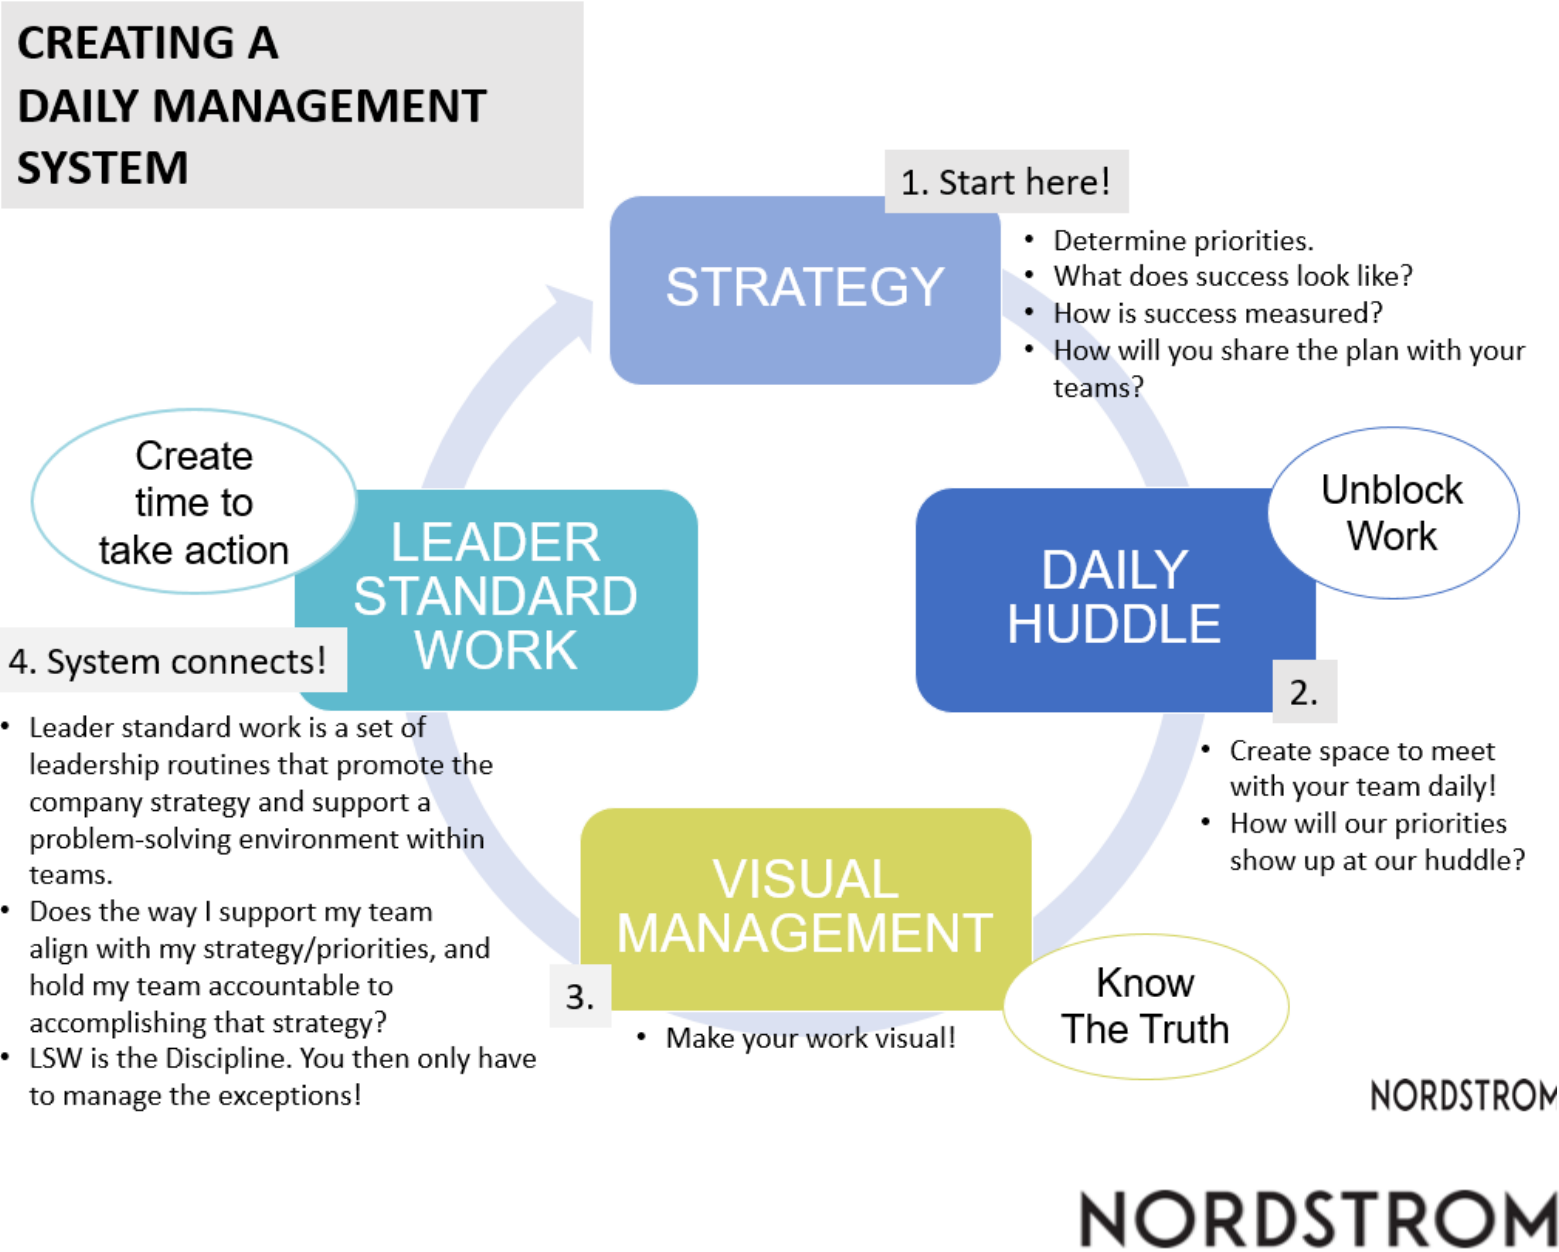 CREATING A
DAILY MANAGEMENT
SYSTEM
1. Start here!
STRATEGY
• Determine priorities.
• What does success look like?
• How is success measured?
• How will you share the plan with your
teams?
Unblock
Work
DAILY
HUDDLE
2.
• Create space to meet
with your team daily!
• How will our priorities
show up at our huddle?
VISUAL
MANAGEMENT
Know
The Truth
3.
• Make your work visual!
Create
time to
take action
LEADER
STANDARD
WORK
4. System connects!
• Leader standard work is a set of
leadership routines that promote the
company strategy and support a
problem-solving environment within
teams.
• Does the way I support my team
align with my strategy/priorities, and
hold my team accountable to
accomplishing that strategy?
• LSW is the Discipline. You then only have
to manage the exceptions!
NORDSTROM
NORDSTROM